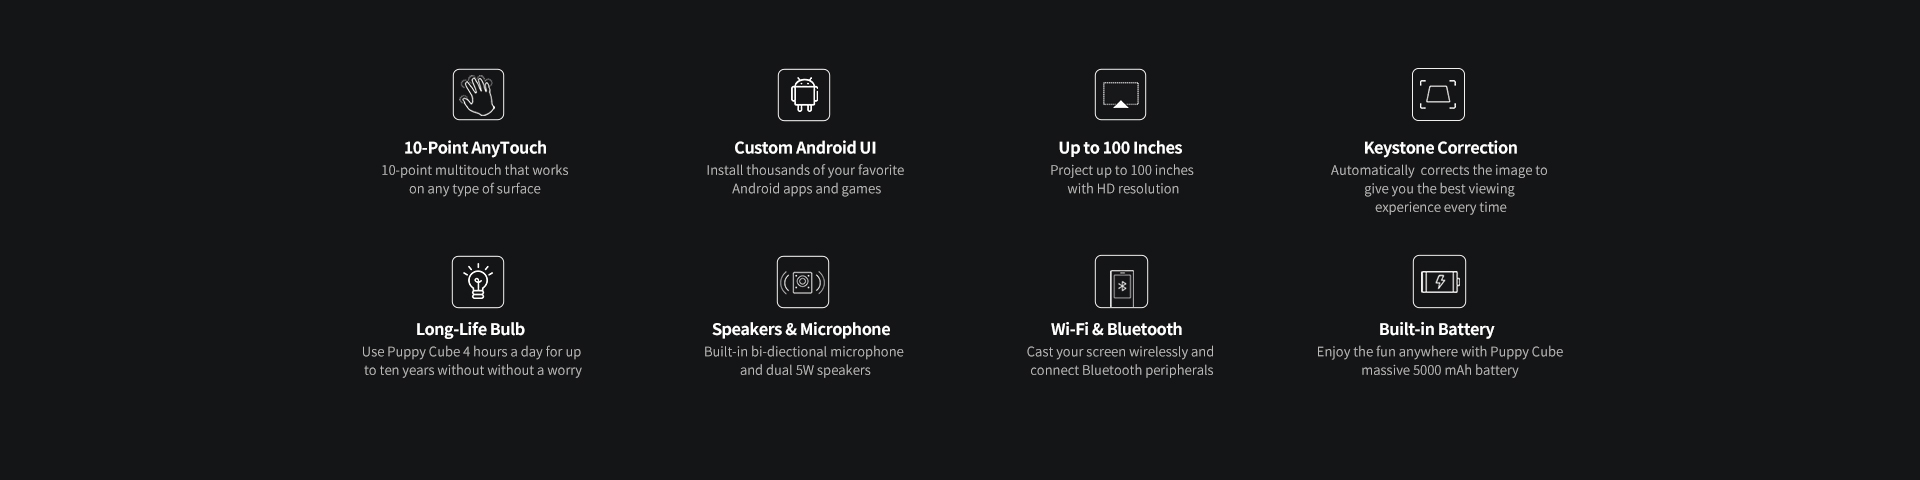 10-Point AnyTouch
10-point multitouch that works
on any type of surface
Custom Android UI
Install thousands of your favorite
Android apps and games
Up to 100 Inches
Project up to 100 inches
with HD resolution
Keystone Correction
Automatically corrects the image to
give you the best viewing
experience every time
Long-Life Bulb
Use Puppy Cube 4 hours a day for up
to ten years without without a worry
Speakers & Microphone
Built-in bi-diectional microphone
and dual 5W speakers
Wi-Fi & Bluetooth
Cast your screen wirelessly and
connect Bluetooth peripherals
Built-in Battery
Enjoy the fun anywhere with Puppy Cube
massive 5000 mAh battery